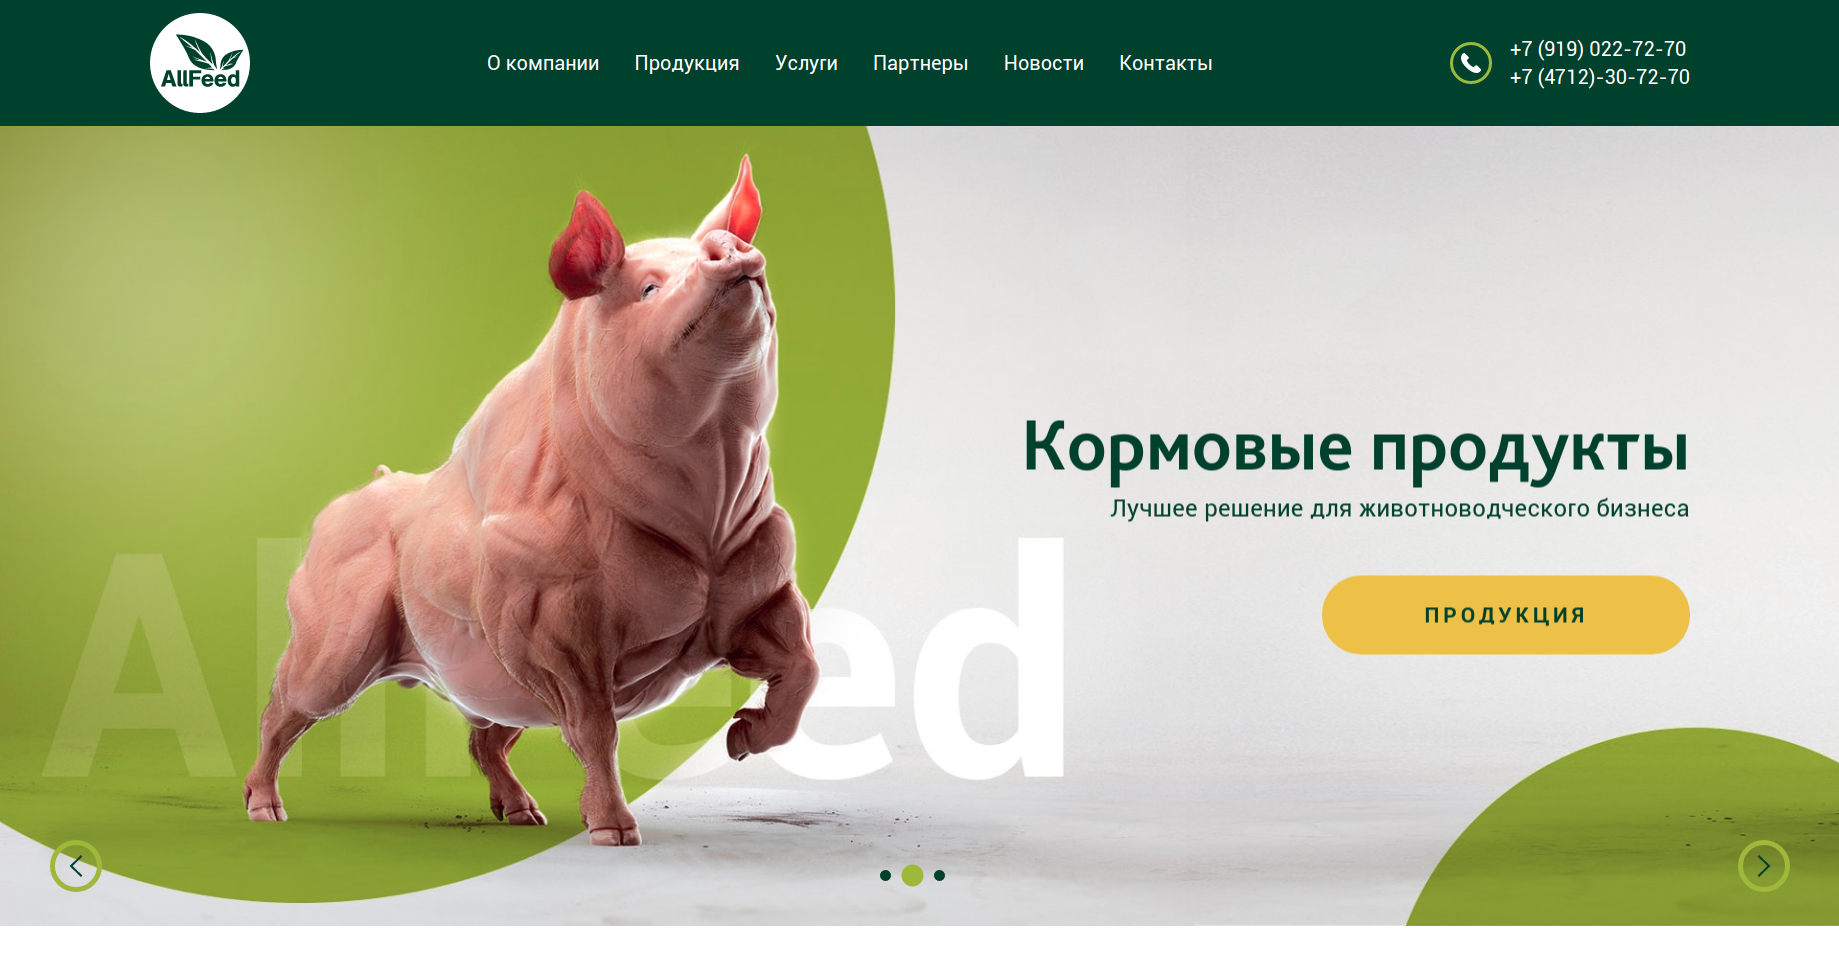 AllFeed
О компании
Продукция
Услуги
Партнеры
Новости
Контакты
+7 (919) 022-72-70
+7 (4712)-30-72-70
Кормовые продукты
Лучшее решение для животноводческого бизнеса
AllFeed
ПРОДУКЦИЯ